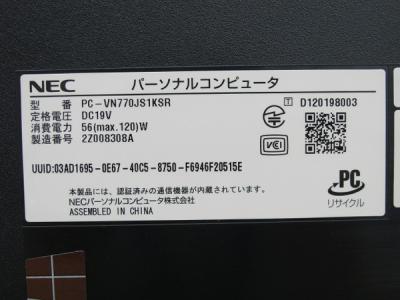 NEC パーソナルコンピュータ
型 番 PC-VN770JS1KSR
定格電圧 DC19V
消費電力 56(max.120)W
製造番号 2Z008308A
T D120198003
VCCI
UUID:03AD1695-0E67-40C5-8750-F6946F20515E
本製品には、認証済みの通信機器が内蔵されています。
NECパーソナルコンピュータ株式会社
ASSEMBLED IN CHINA
PC
リサイクル